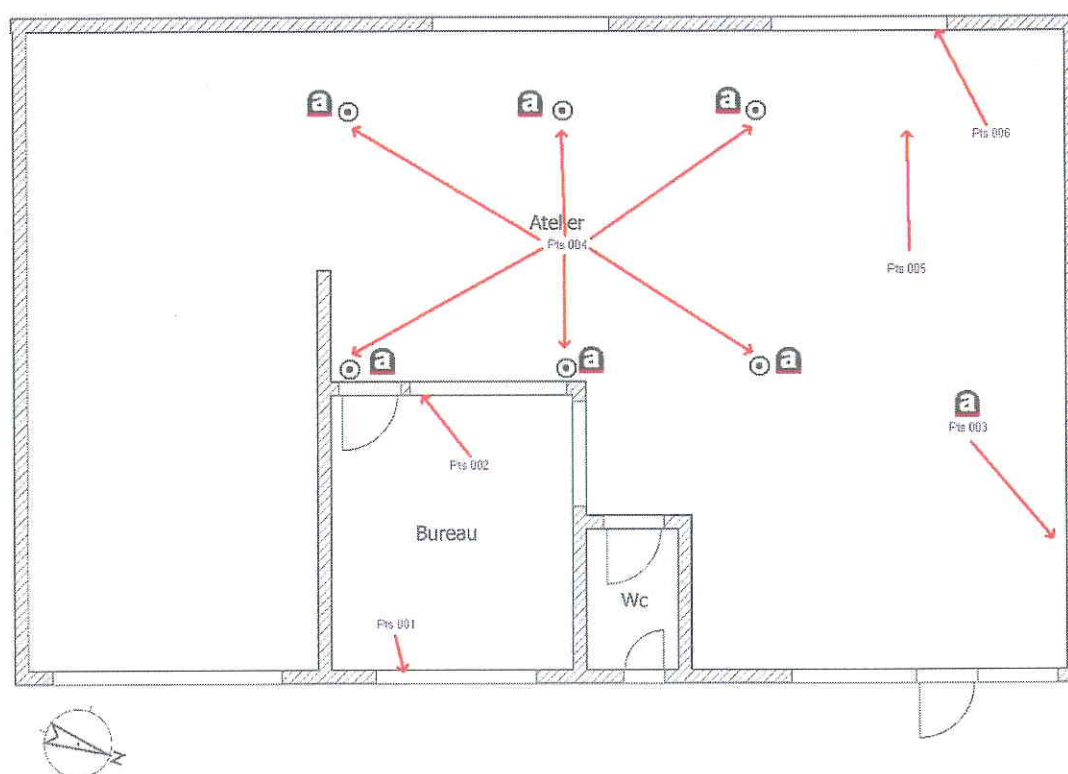 a a a
Pts 006
Atelier
Pts 004
Pts 005
a a a
a
Pts 003
Pts 002
Bureau
Wc
Pts 001